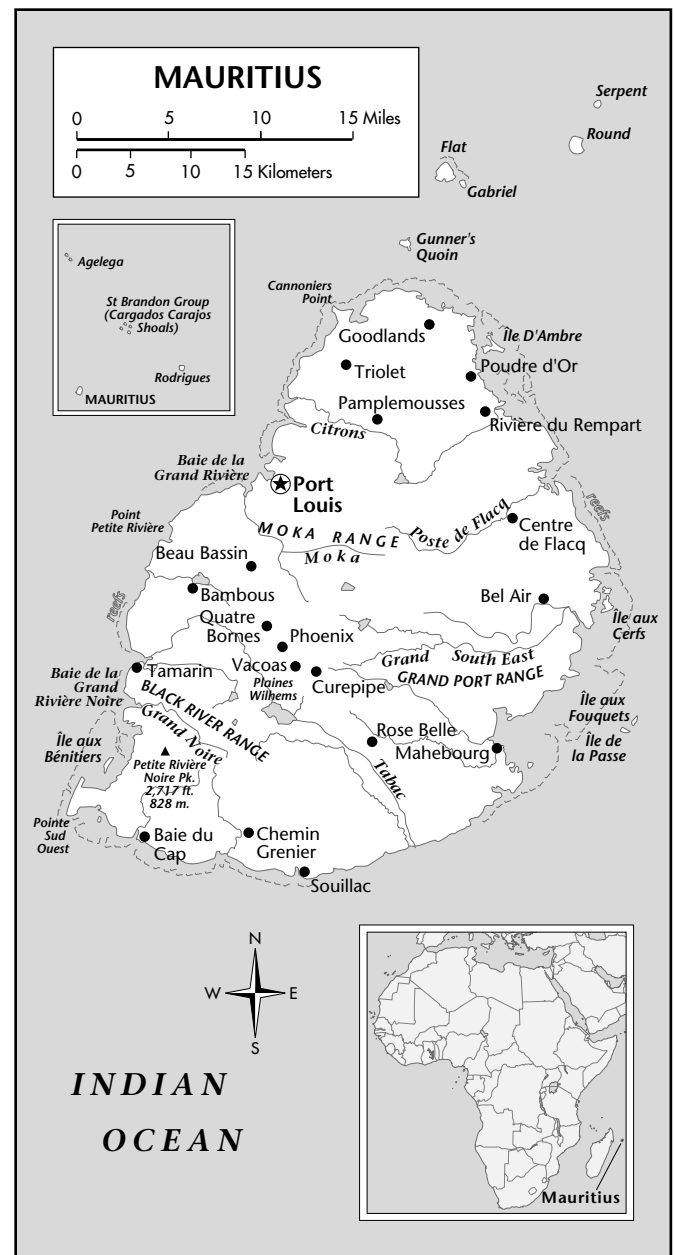 MAURITIUS
0 5 10 15 Miles
0 5 10 15 Kilometers
Serpent
Round
Flat
Gabriel
Gunner's
Quoin
Agelega
St Brandon Group
(Cargados Carajos
Shoals)
Rodrigues
MAURITIUS
Cannoniers
Point
Goodlands
Île D'Ambre
Triolet
Poudre d'Or
Pamplemousses
Rivière du Rempart
Citrons
Baie de la
Grand Rivière
Port
Louis
reefs
Point
Petite Rivière
MOKA RANGE
Poste de Flacq
Centre
de Flacq
Moka
Beau Bassin
Bambous
Bel Air
reefs
Quatre
Bornes
Île aux
Cerfs
Phoenix
Vacoas
Grand South East
Baie de la
Grand
Rivière Noire
Tamarin
Plaines
Wilhems
Curepipe
GRAND PORT RANGE
BLACK RIVER RANGE
Île aux
Fouquets
Grand Noire
Rose Belle
Île aux
Bénitiers
Mahebourg
Île de
la Passe
Petite Rivière
Noire Pk.
2,717 ft.
828 m.
Tabac
Pointe
Sud
Ouest
Baie du
Cap
Chemin
Grenier
Souillac
N
W E
S
INDIAN
OCEAN
Mauritius